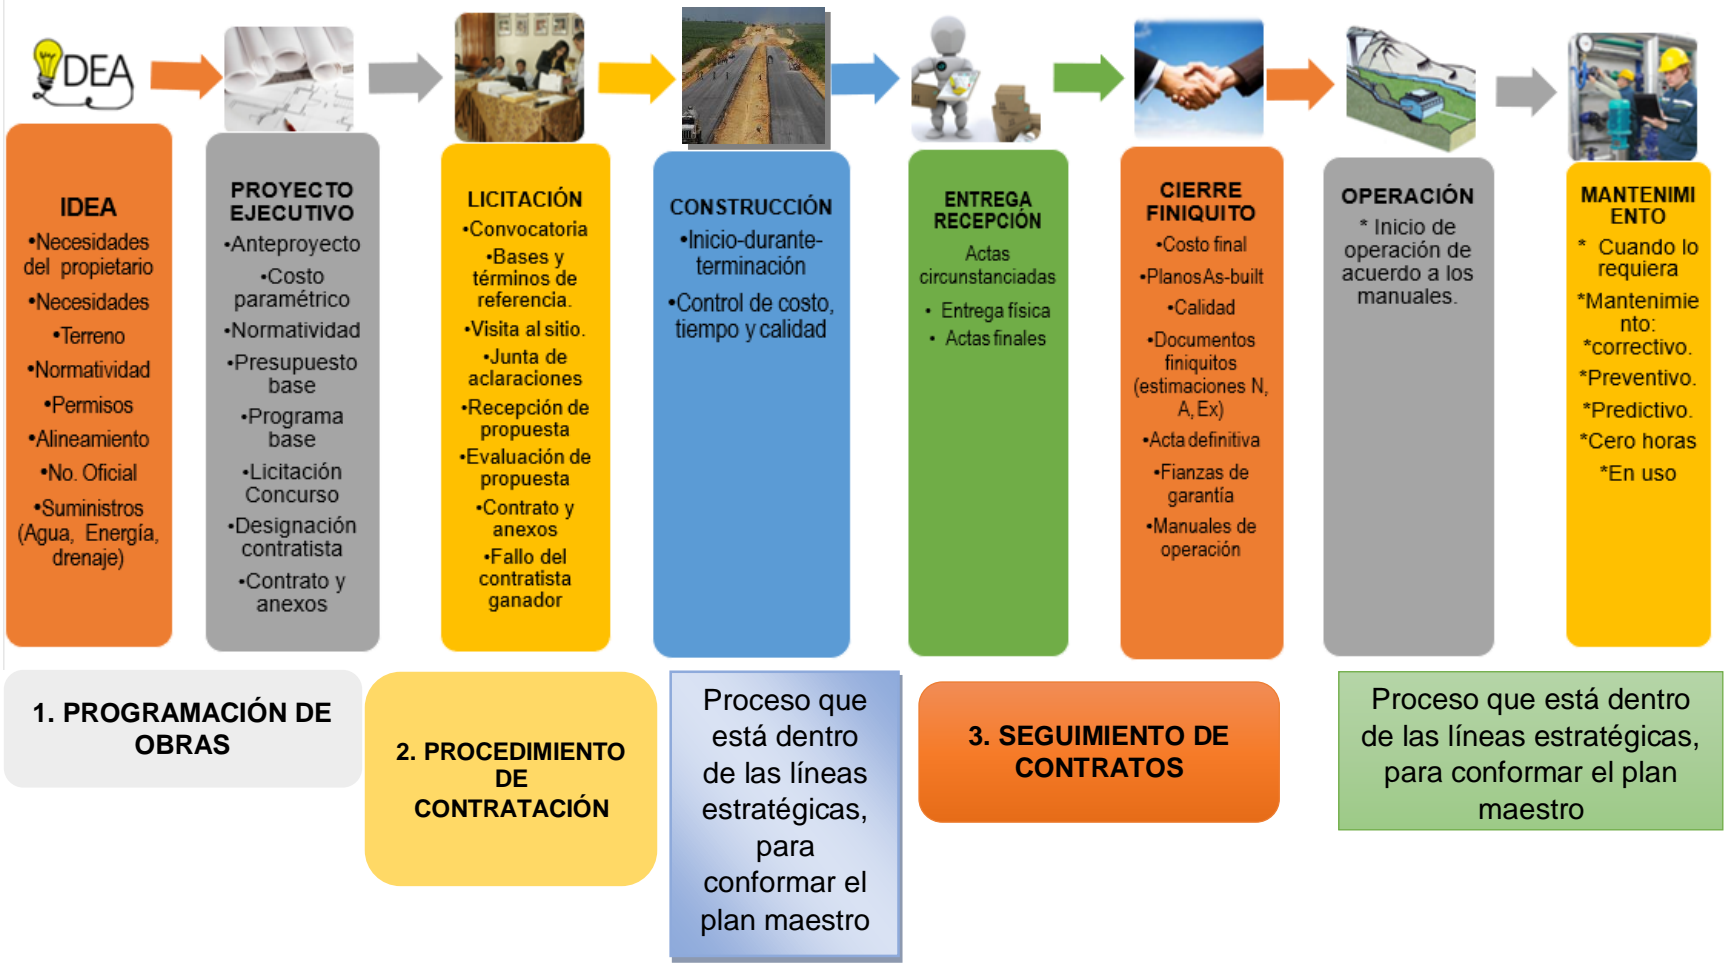 IDEA
IDEA
•Necesidades
del propietario
•Necesidades
•Terreno
•Normatividad
•Permisos
•Alineamiento
•No. Oficial
•Suministros
(Agua, Energía,
drenaje)
PROYECTO
EJECUTIVO
•Anteproyecto
•Costo
paramétrico
•Normatividad
•Presupuesto
base
•Programa
base
•Licitación
Concurso
•Designación
contratista
•Contrato y
anexos
LICITACIÓN
•Convocatoria
•Bases y
términos de
referencia.
•Visita al sitio.
•Junta de
aclaraciones
•Recepción de
propuesta
•Evaluación de
propuesta
•Contrato y
anexos
•Fallo del
contratista
ganador
CONSTRUCCIÓN
•Inicio-durante-
terminación
•Control de costo,
tiempo y calidad
ENTREGA
RECEPCIÓN
Actas
circunstanciadas
• Entrega física
• Actas finales
CIERRE
FINIQUITO
•Costo final
•Planos As-built
•Calidad
•Documentos
finiquitos
(estimaciones N,
A, Ex)
•Acta definitiva
•Fianzas de
garantía
•Manuales de
operación
OPERACIÓN
* Inicio de
operación de
acuerdo a los
manuales.
MANTENIMI
ENTO
* Cuando lo
requiera
*Mantenimie
nto:
*correctivo.
*Preventivo.
*Predictivo.
*Cero horas
*En uso
1. PROGRAMACIÓN DE
OBRAS
2. PROCEDIMIENTO
DE
CONTRATACIÓN
Proceso que
está dentro
de las líneas
estratégicas,
para
conformar el
plan maestro
3. SEGUIMIENTO DE
CONTRATOS
Proceso que está dentro
de las líneas estratégicas,
para conformar el plan
maestro